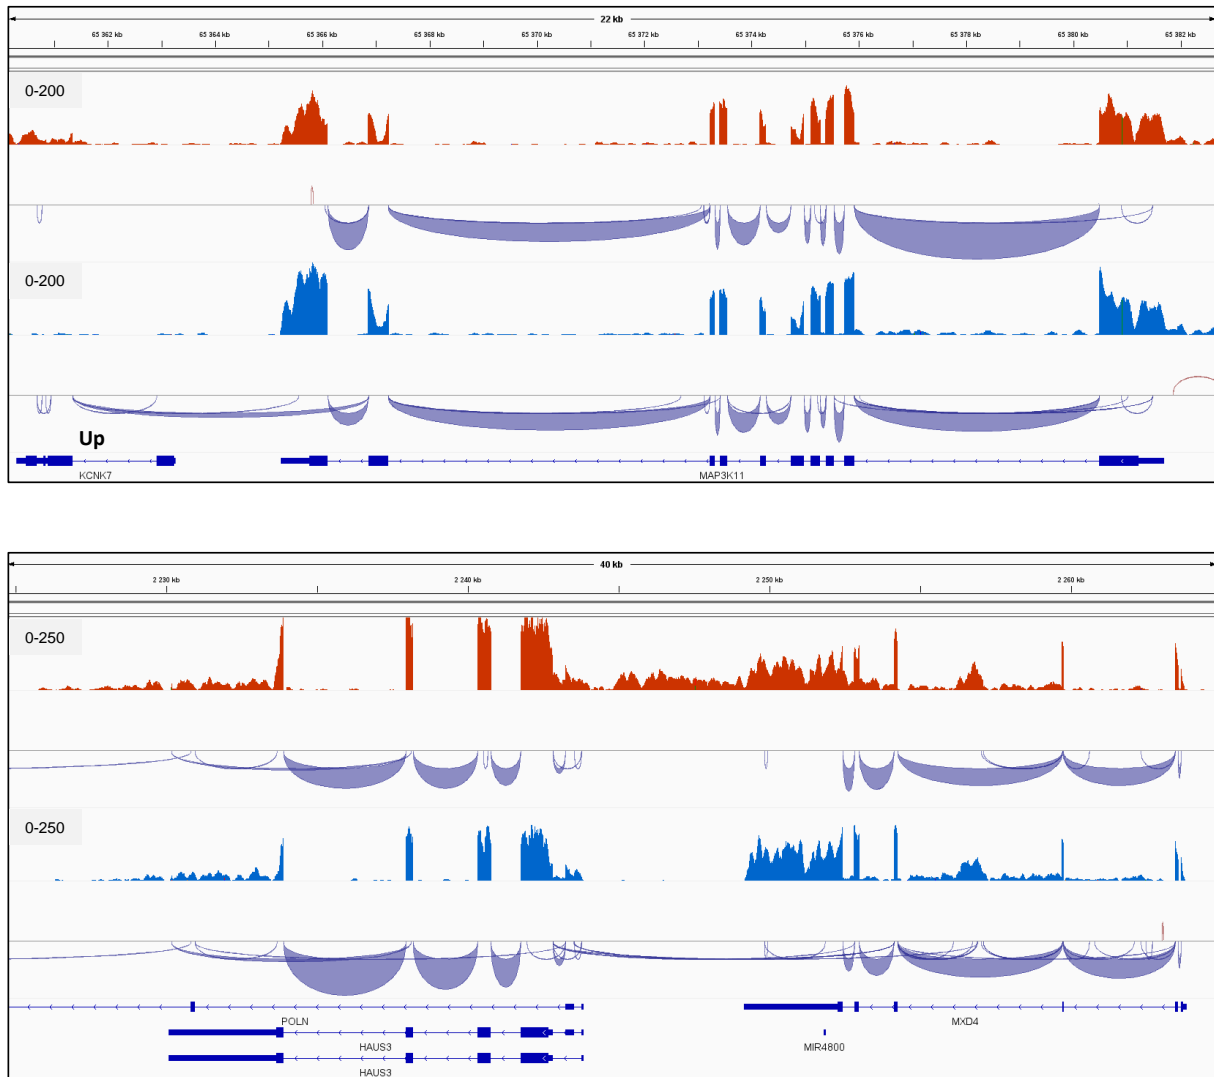 22 kb
65 362 kb 65 364 kb 65 366 kb 65 368 kb 65 370 kb 65 372 kb 65 374 kb 65 376 kb 65 378 kb 65 380 kb 65 382 kb
0-200
0-200
Up
KCNK7 MAP3K11
40 kb
2 230 kb 2 240 kb 2 250 kb 2 260 kb
0-250
0-250
POLN MXD4
HAUS3 MIR4800
HAUS3